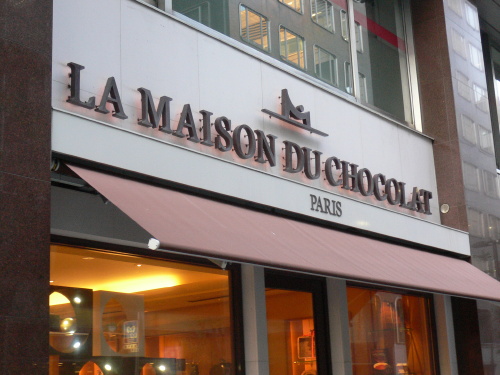 LA MAISON DU CHOCOLAT
PARIS